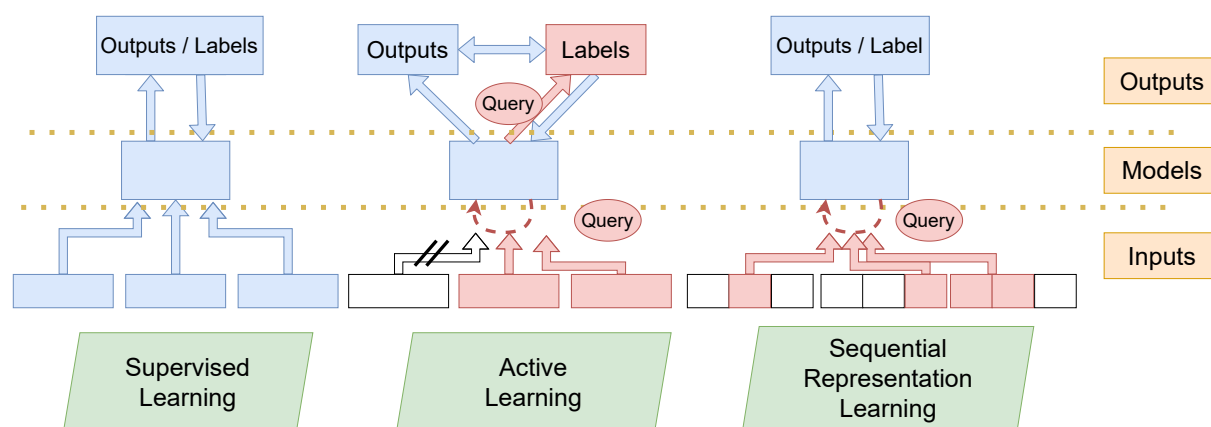 Outputs / Labels
Outputs
Labels
Outputs / Label
Query
Outputs
Models
Query
Query
Inputs
Supervised
Learning
Active
Learning
Sequential
Representation
Learning